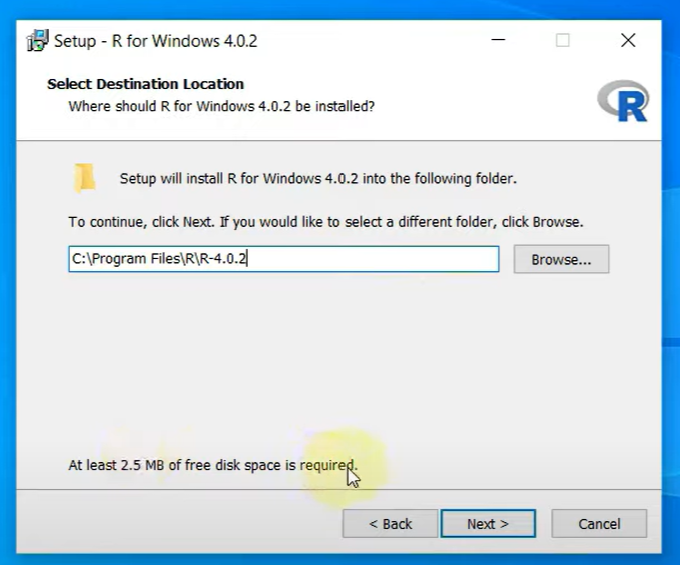 Setup - R for Windows 4.0.2
Select Destination Location
Where should R for Windows 4.0.2 be installed?
R
Setup will install R for Windows 4.0.2 into the following folder.
To continue, click Next. If you would like to select a different folder, click Browse.
C:\Program Files\R\R-4.0.2
Browse...
At least 2.5 MB of free disk space is required.
< Back
Next >
Cancel